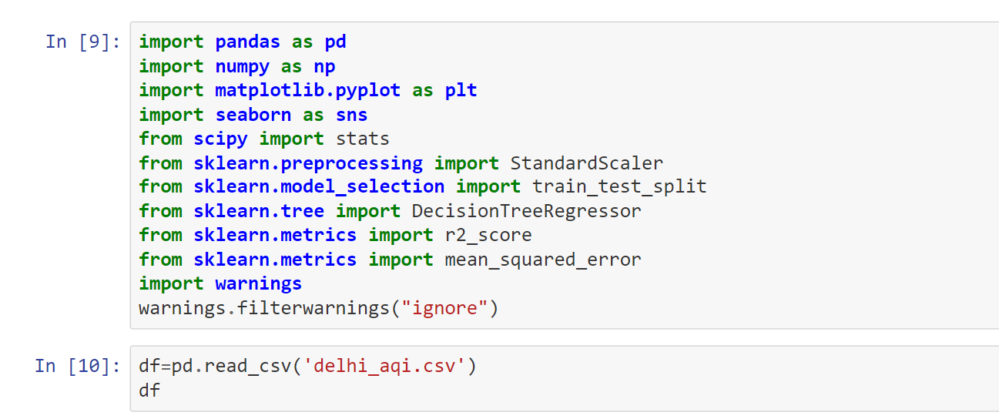 In [9]: import pandas as pd
import numpy as np
import matplotlib.pyplot as plt
import seaborn as sns
from scipy import stats
from sklearn.preprocessing import StandardScaler
from sklearn.model_selection import train_test_split
from sklearn.tree import DecisionTreeRegressor
from sklearn.metrics import r2_score
from sklearn.metrics import mean_squared_error
import warnings
warnings.filterwarnings("ignore")
In [10]: df=pd.read_csv('delhi_aqi.csv')
df